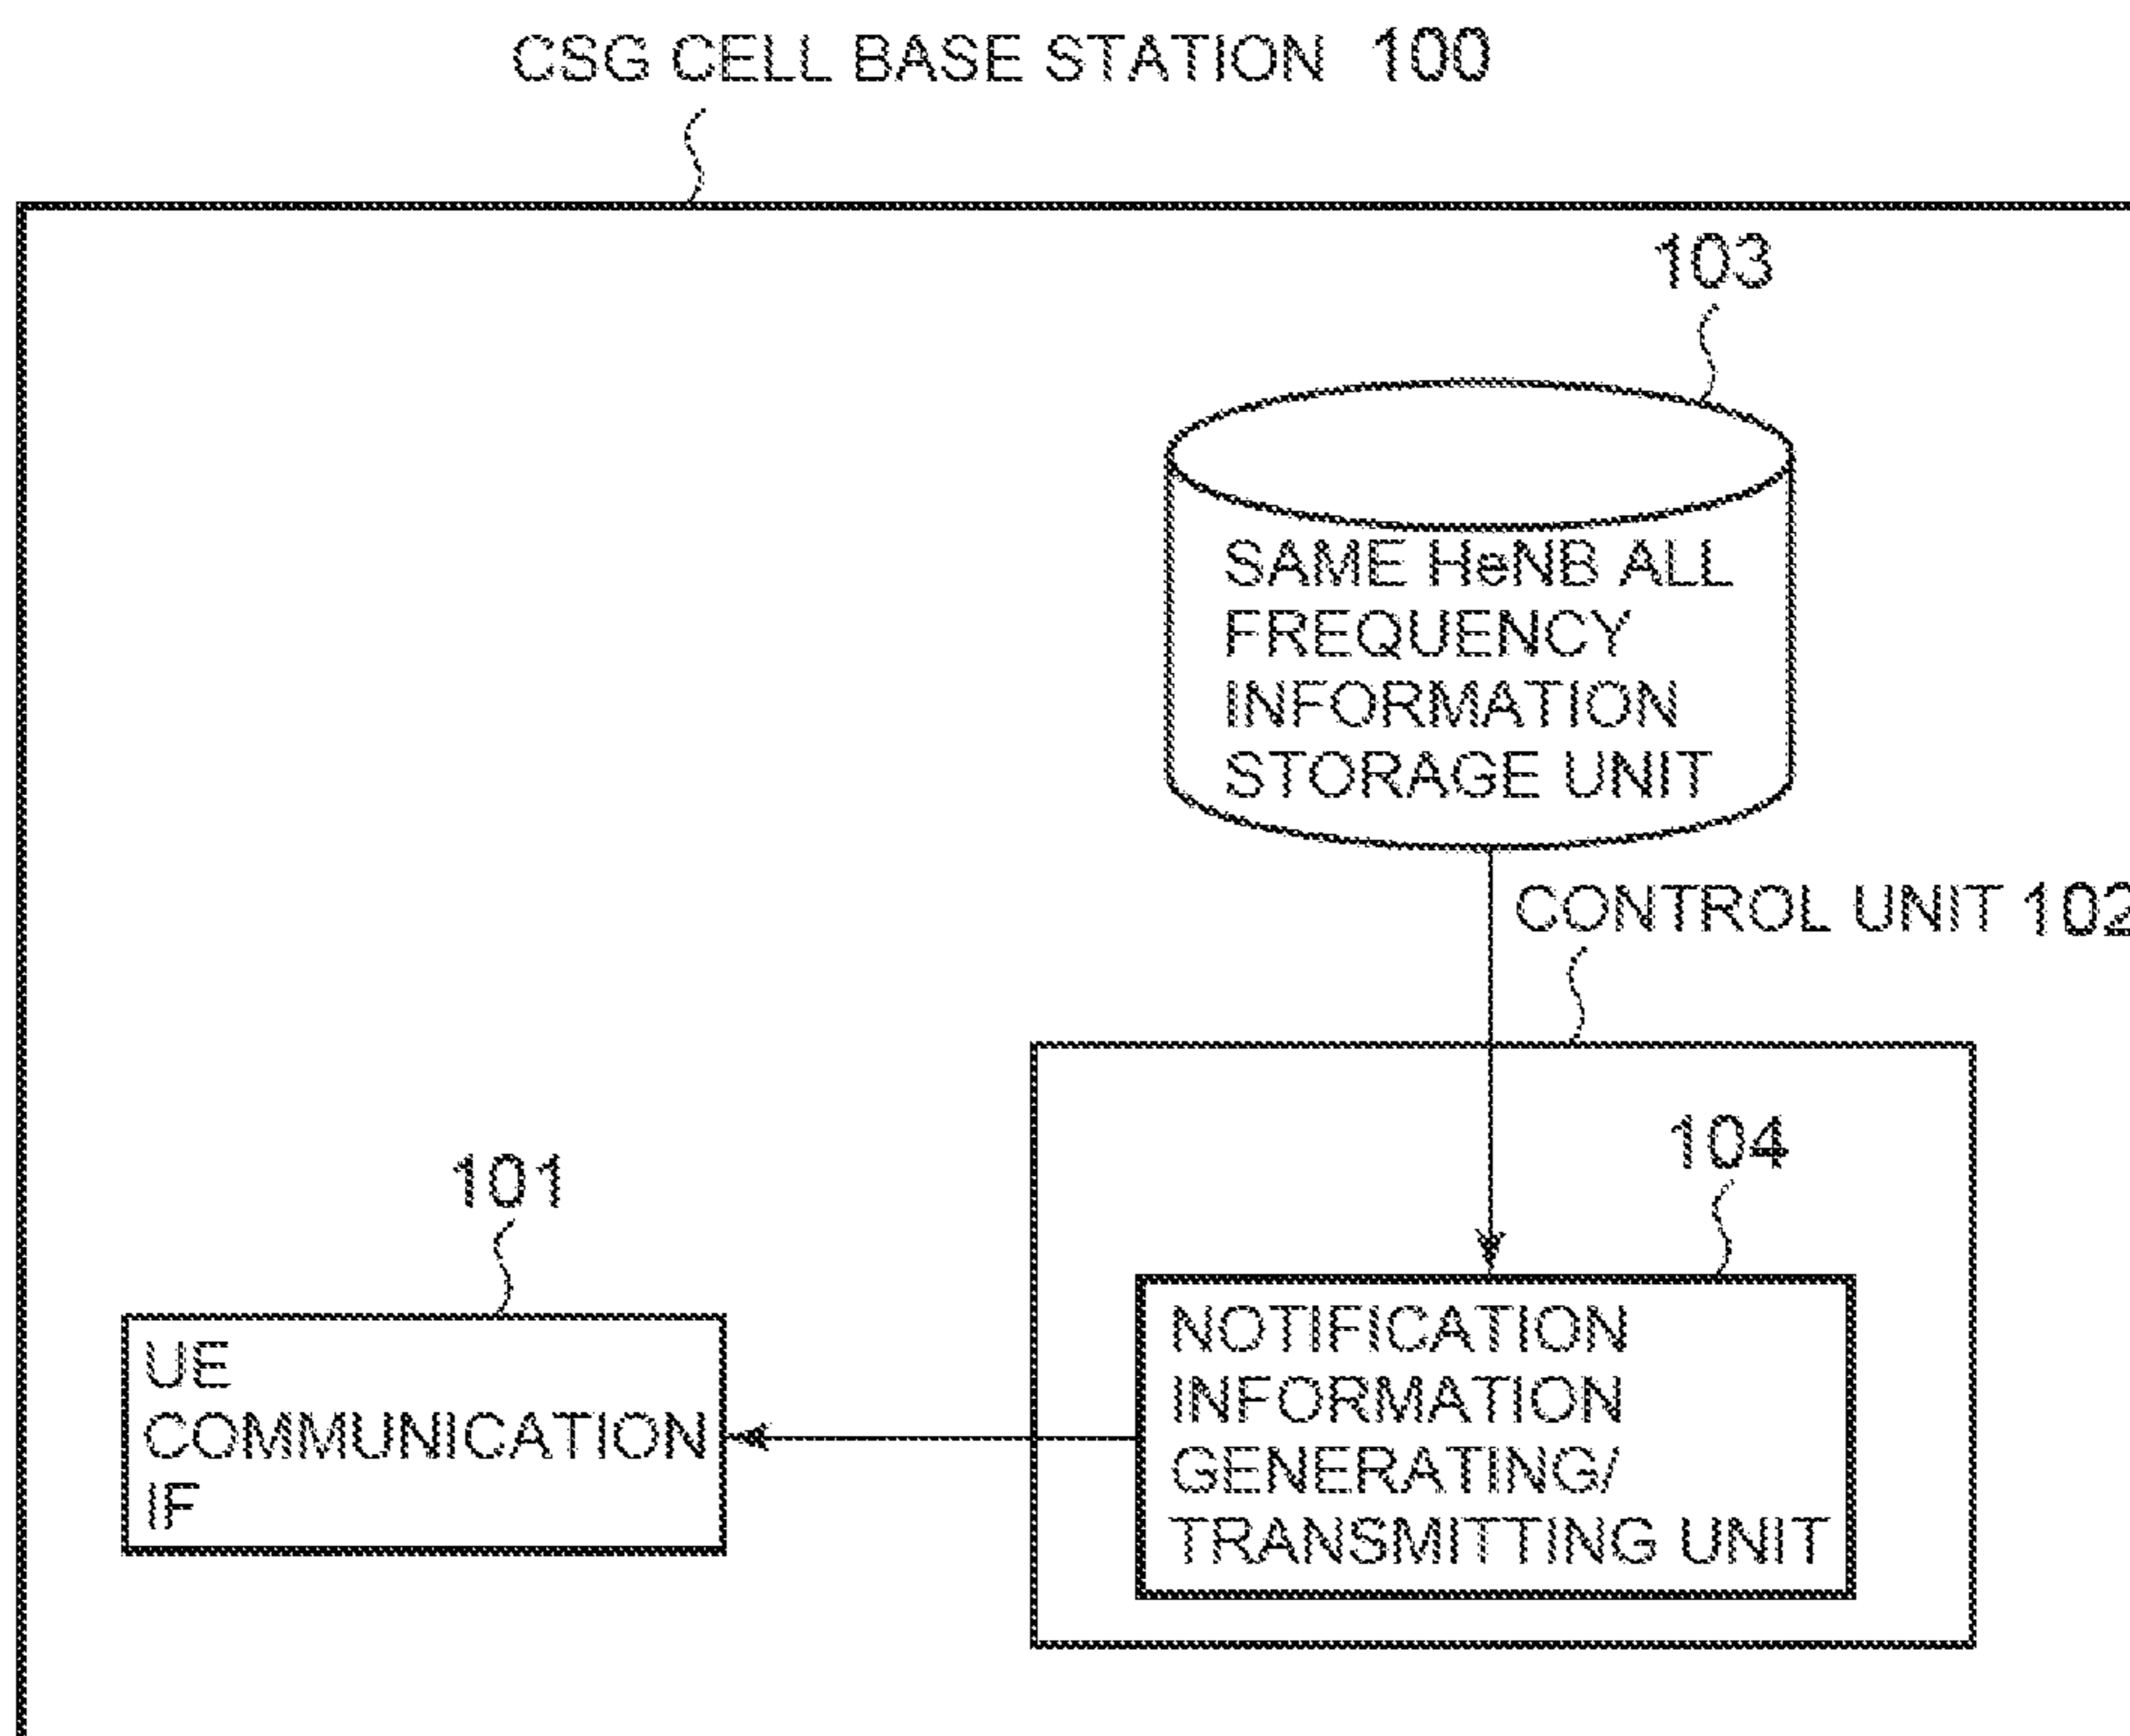 CSG CELL BASE STATION 100
103
SAME HeNB ALL
FREQUENCY
INFORMATION
STORAGE UNIT
CONTROL UNIT 102
104
101
NOTIFICATION
INFORMATION
GENERATING/
TRANSMITTING UNIT
UE
COMMUNICATION
IF